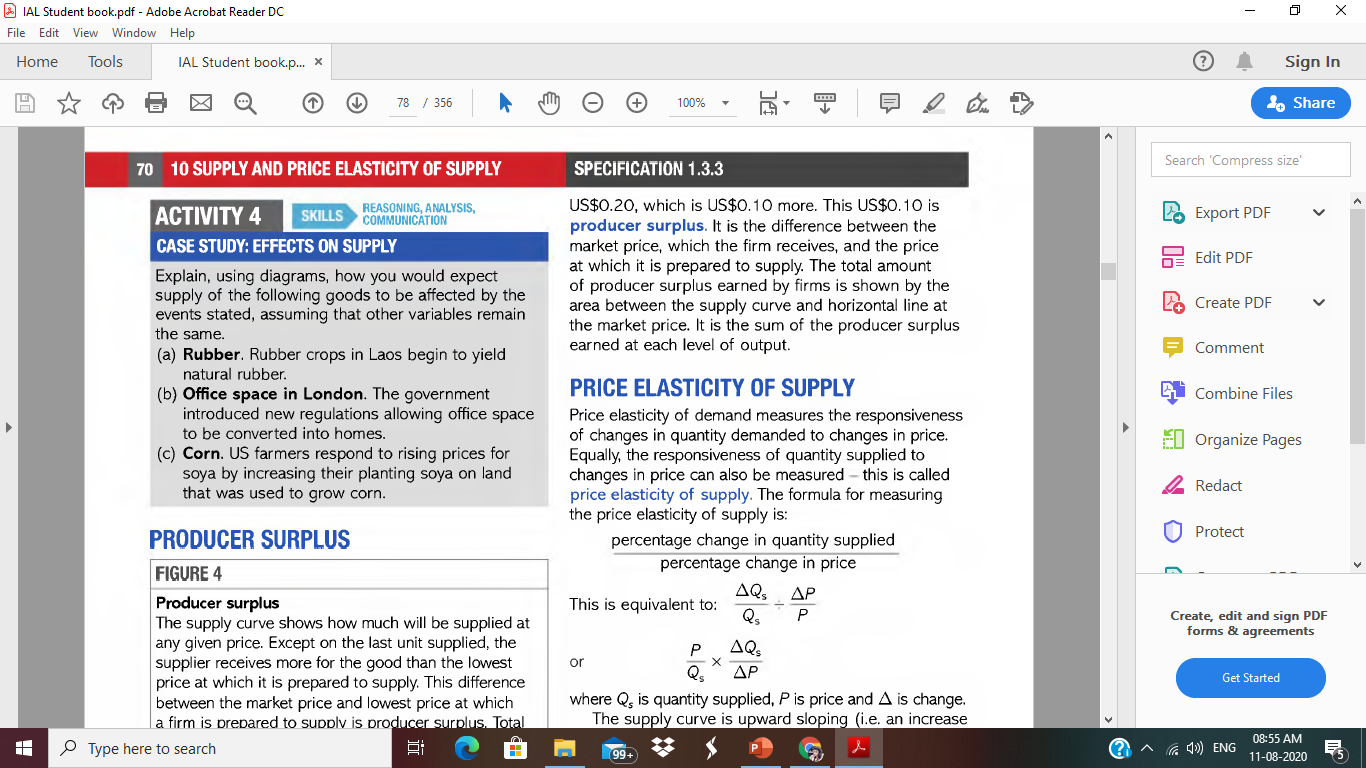 IAL Student book.pdf - Adobe Acrobat Reader DC
File Edit View Window Help
Home Tools IAL Student book.p... ×
Sign In
78 / 356
100%
Share
70 10 SUPPLY AND PRICE ELASTICITY OF SUPPLY
SPECIFICATION 1.3.3
ACTIVITY 4
SKILLS
REASONING, ANALYSIS,
COMMUNICATION
CASE STUDY: EFFECTS ON SUPPLY
Explain, using diagrams, how you would expect
supply of the following goods to be affected by the
events stated, assuming that other variables remain
the same.
(a) Rubber. Rubber crops in Laos begin to yield
natural rubber.
(b) Office space in London. The government
introduced new regulations allowing office space
to be converted into homes.
(c) Corn. US farmers respond to rising prices for
soya by increasing their planting soya on land
that was used to grow corn.
PRODUCER SURPLUS
FIGURE 4
Producer surplus
The supply curve shows how much will be supplied at
any given price. Except on the last unit supplied, the
supplier receives more for the good than the lowest
price at which it is prepared to supply. This difference
between the market price and lowest price at which
a firm is prepared to supply is producer surplus. Total
US$0.20, which is US$0.10 more. This US$0.10 is
producer surplus. It is the difference between the
market price, which the firm receives, and the price
at which it is prepared to supply. The total amount
of producer surplus earned by firms is shown by the
area between the supply curve and horizontal line at
the market price. It is the sum of the producer surplus
earned at each level of output.
PRICE ELASTICITY OF SUPPLY
Price elasticity of demand measures the responsiveness
of changes in quantity demanded to changes in price.
Equally, the responsiveness of quantity supplied to
changes in price can also be measured – this is called
price elasticity of supply. The formula for measuring
the price elasticity of supply is:
percentage change in quantity supplied
percentage change in price
This is equivalent to: ΔQs/Qs ÷ ΔP/P
or P/Qs × ΔQs/ΔP
where Qs is quantity supplied, P is price and Δ is change.
The supply curve is upward sloping (i.e. an increase
Search 'Compress size'
Export PDF
Edit PDF
Create PDF
Comment
Combine Files
Organize Pages
Redact
Protect
Create, edit and sign PDF
forms & agreements
Get Started
Type here to search
99+
ENG
08:55 AM
11-08-2020
5